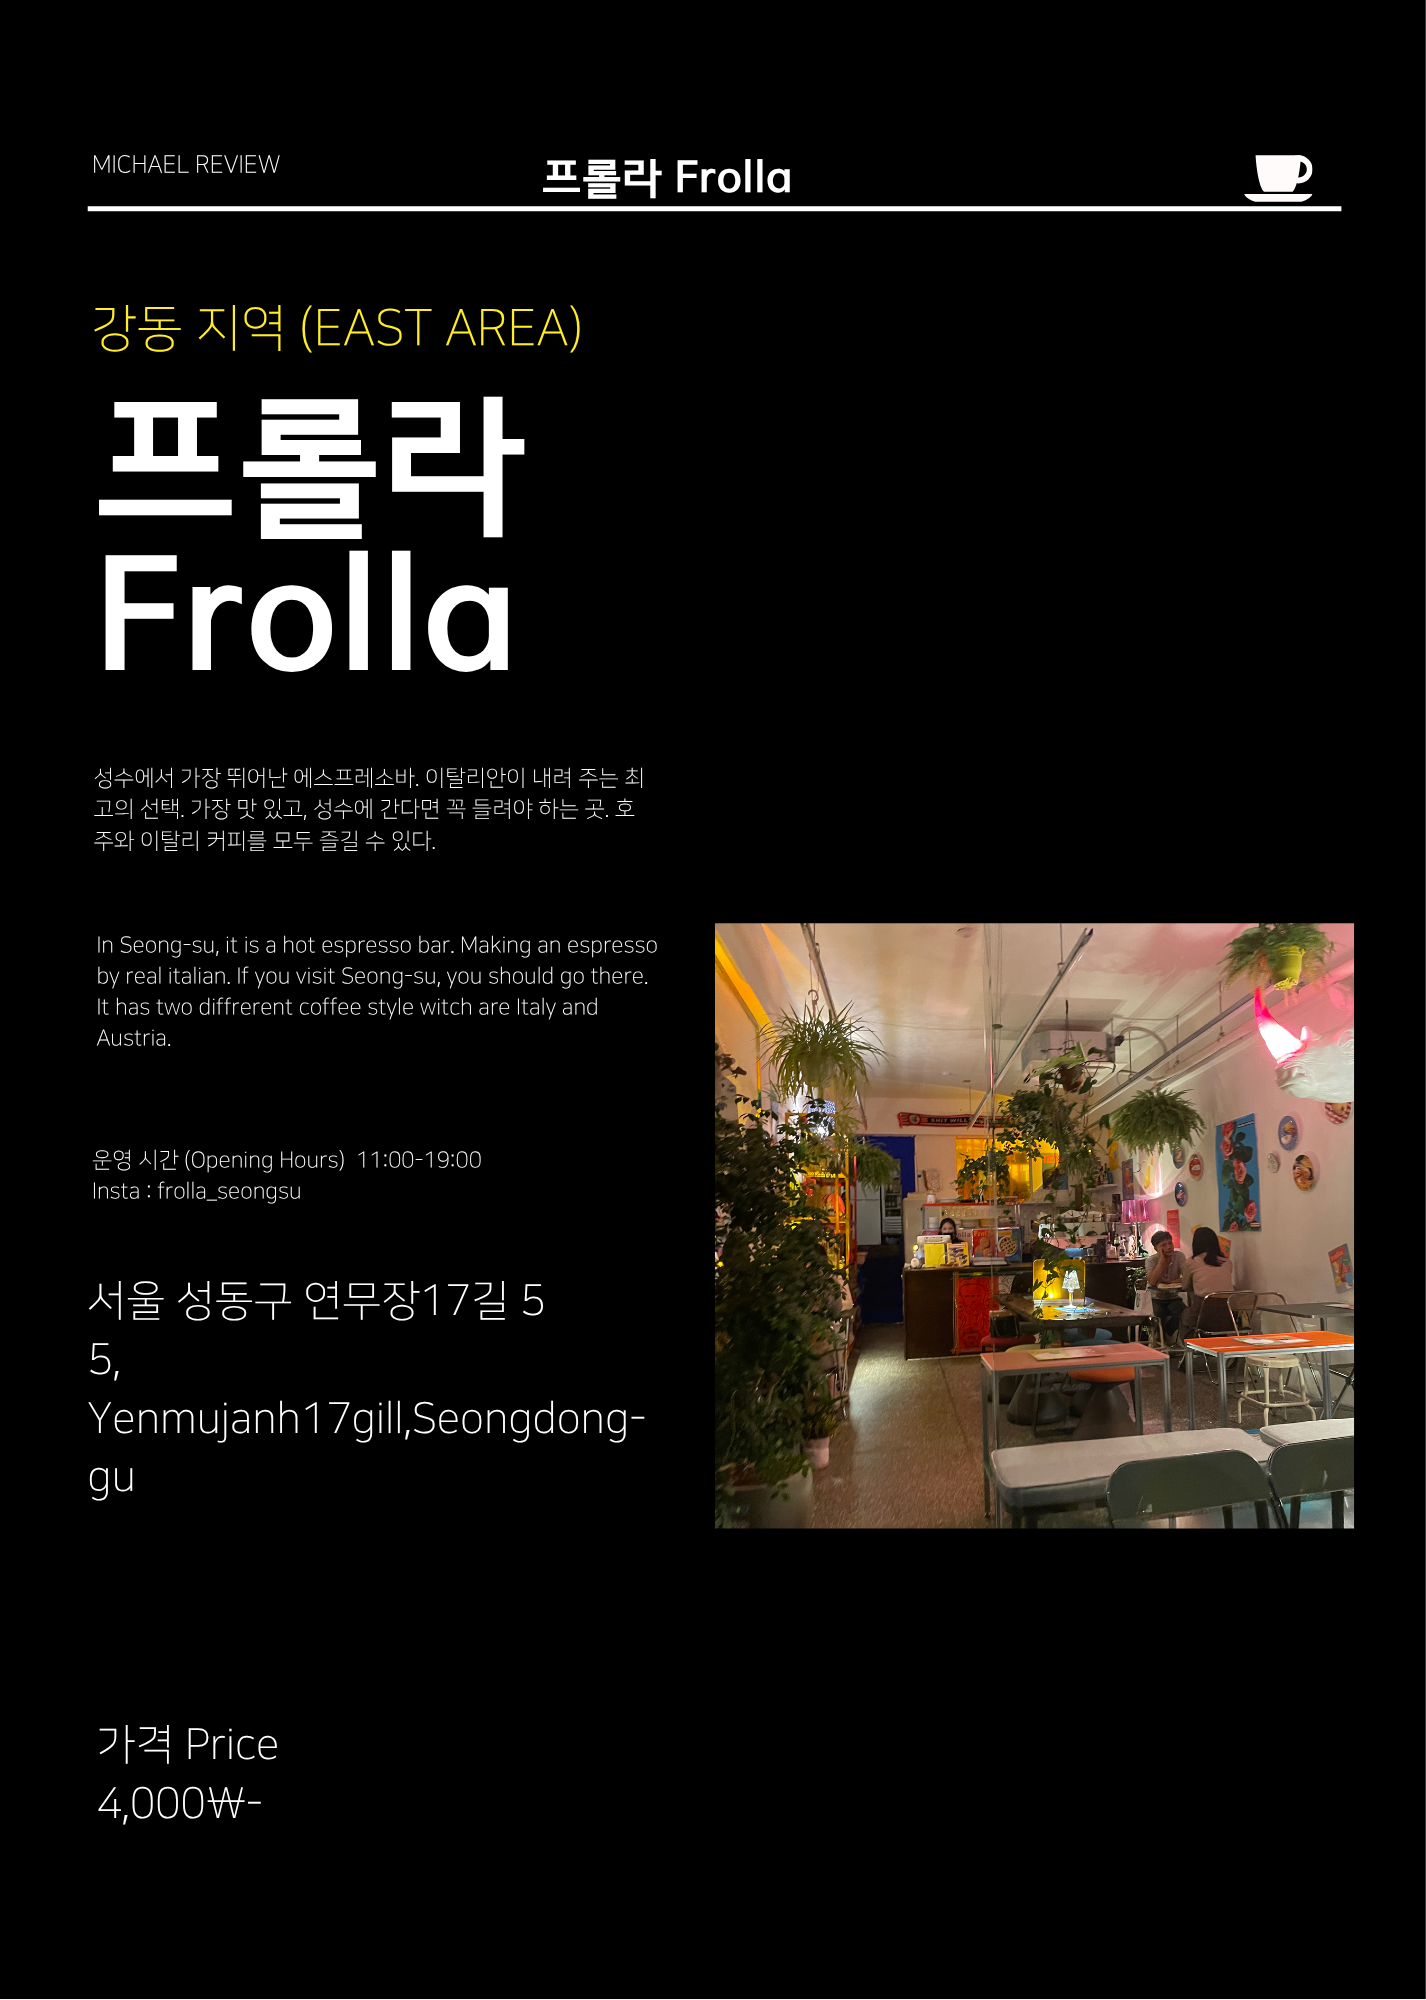 MICHAEL REVIEW
프롤라 Frolla
강동 지역 (EAST AREA)
프롤라
Frolla
성수에서 가장 뛰어난 에스프레소바. 이탈리안이 내려 주는 최
고의 선택. 가장 맛 있고, 성수에 간다면 꼭 들려야 하는 곳. 호
주와 이탈리 커피를 모두 즐길 수 있다.
In Seong-su, it is a hot espresso bar. Making an espresso
by real italian. If you visit Seong-su, you should go there.
It has two diffrerent coffee style witch are Italy and
Austria.
운영 시간 (Opening Hours)  11:00-19:00
Insta : frolla_seongsu
서울 성동구 연무장17길 5
5,
Yenmujanh17gill,Seongdong-
gu
가격 Price
4,000₩-